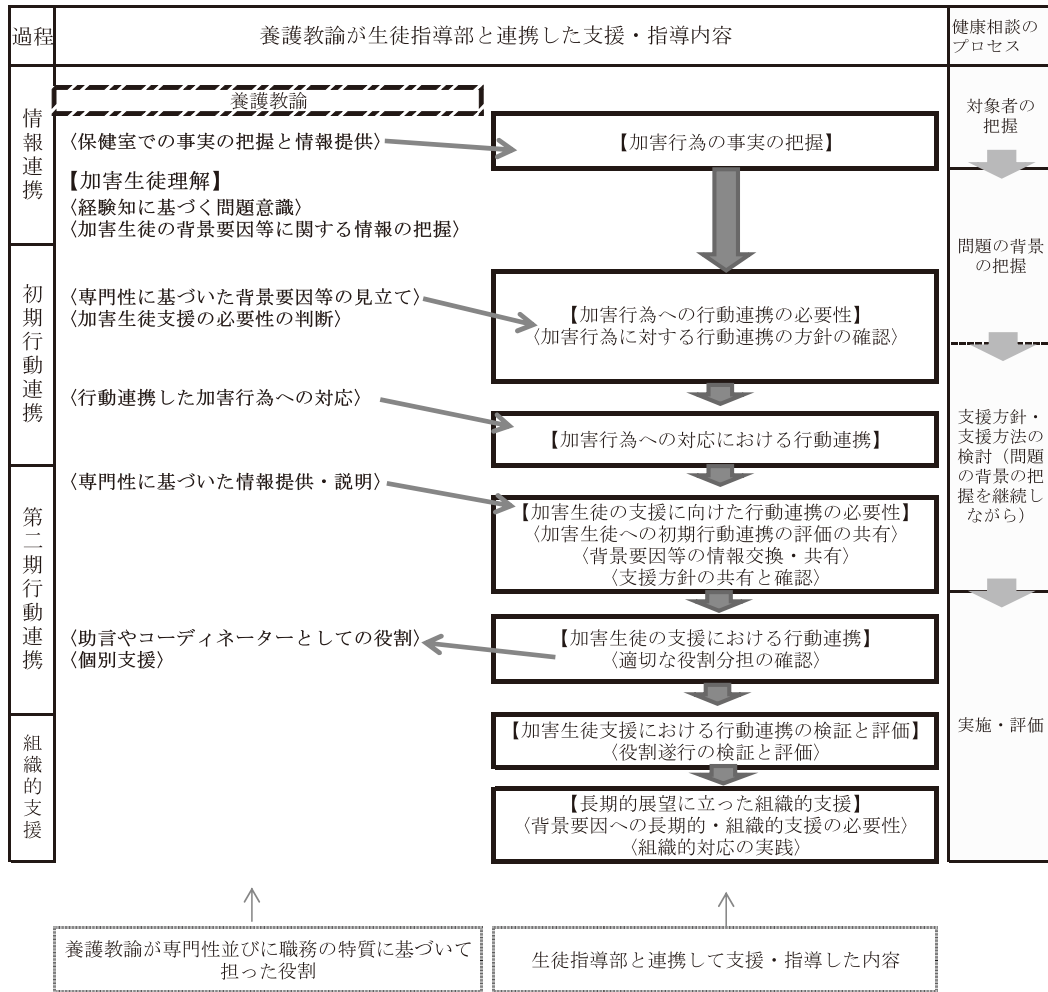 過程
養護教諭が生徒指導部と連携した支援・指導内容
健康相談の
プロセス
情報連携
養護教諭
〈保健室での事実の把握と情報提供〉
【加害生徒理解】
〈経験知に基づく問題意識〉
〈加害生徒の背景要因等に関する情報の把握〉
【加害行為の事実の把握】
対象者の
把握
問題の背景
の把握
初期行動連携
〈専門性に基づいた背景要因等の見立て〉
〈加害生徒支援の必要性の判断〉
【加害行為への行動連携の必要性】
〈加害行為に対する行動連携の方針の確認〉
〈行動連携した加害行為への対応〉
【加害行為への対応における行動連携】
支援方針・
支援方法の
検討（問題
の背景の把
握を継続し
ながら）
第二期行動連携
〈専門性に基づいた情報提供・説明〉
【加害生徒の支援に向けた行動連携の必要性】
〈加害生徒への初期行動連携の評価の共有〉
〈背景要因等の情報交換・共有〉
〈支援方針の共有と確認〉
〈助言やコーディネーターとしての役割〉
〈個別支援〉
【加害生徒の支援における行動連携】
〈適切な役割分担の確認〉
組織的支援
【加害生徒支援における行動連携の検証と評価】
〈役割遂行の検証と評価〉
【長期的展望に立った組織的支援】
〈背景要因への長期的・組織的支援の必要性〉
〈組織的対応の実践〉
実施・評価
養護教諭が専門性並びに職務の特質に基づいて
担った役割
生徒指導部と連携して支援・指導した内容